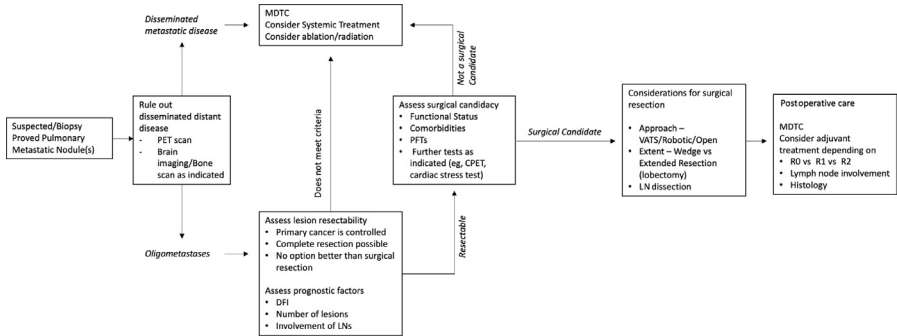 Suspected/Biopsy
Proved Pulmonary
Metastatic Nodule(s)
Rule out
disseminated distant
disease
- PET scan
- Brain
imaging/Bone
scan as indicated
Disseminated
metastatic disease
MDTC
Consider Systemic Treatment
Consider ablation/radiation
Oligometastases
Assess lesion resectability
• Primary cancer is controlled
• Complete resection possible
• No option better than surgical
resection
Assess prognostic factors
• DFI
• Number of lesions
• Involvement of LNs
Does not meet criteria
Resectable
Assess surgical candidacy
• Functional Status
• Comorbidities
• PFTs
• Further tests as
indicated (eg, CPET,
cardiac stress test)
Not a surgical
Candidate
Surgical Candidate
Considerations for surgical
resection
• Approach –
VATS/Robotic/Open
• Extent – Wedge vs
Extended Resection
(lobectomy)
• LN dissection
Postoperative care
MDTC
Consider adjuvant
treatment depending on
• R0 vs R1 vs R2
• Lymph node involvement
• Histology